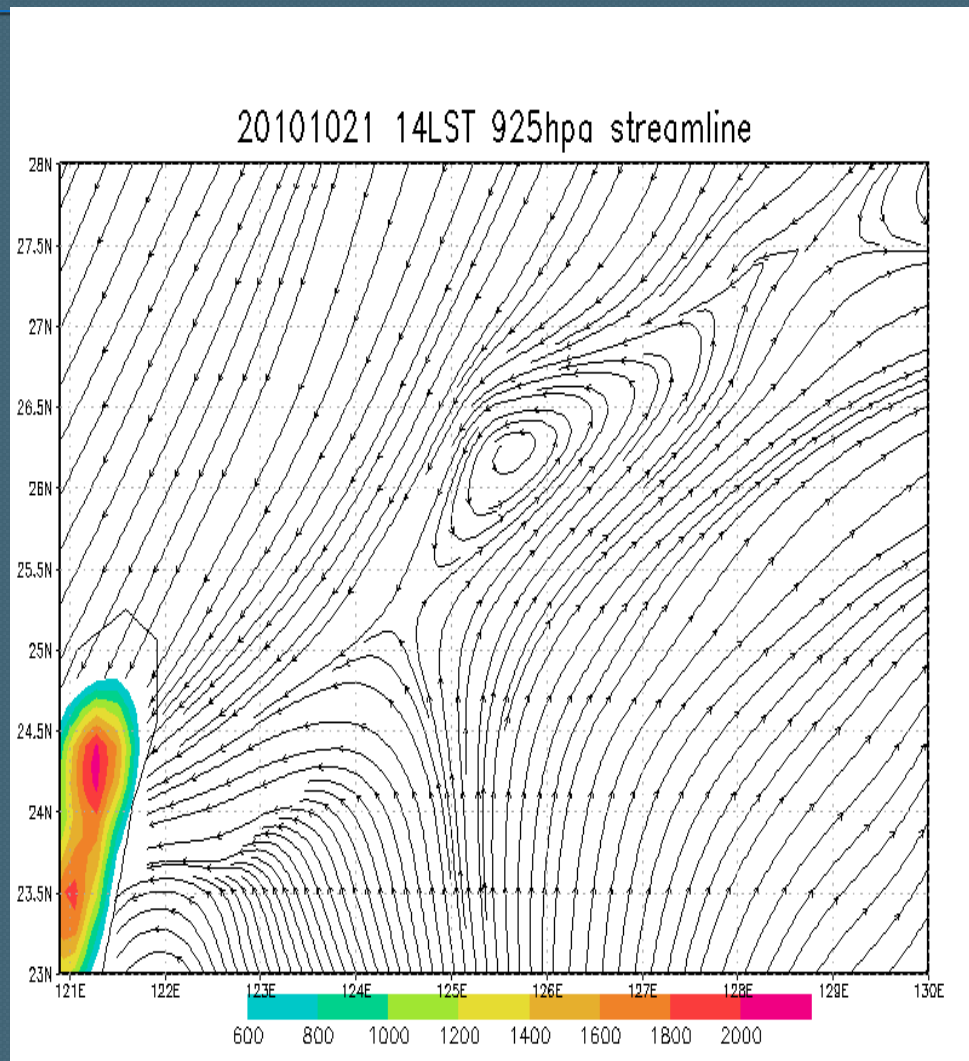 20101021 14LST 925hpa streamline
28N
27.5N
27N
26.5N
26N
25.5N
25N
24.5N
24N
23.5N
23N
121E 122E 123E 124E 125E 126E 127E 128E 129E 130E
600 800 1000 1200 1400 1600 1800 2000